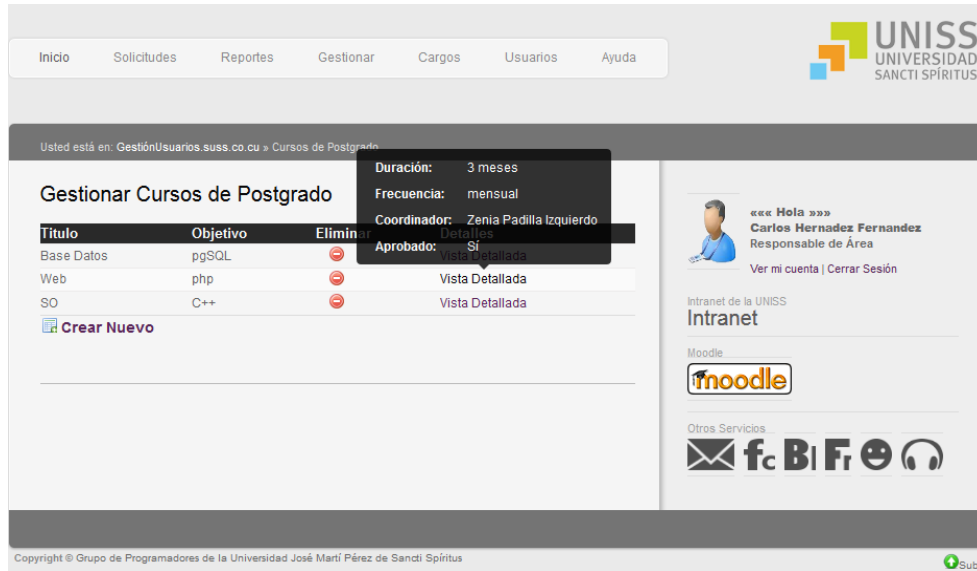 Inicio Solicitudes Reportes Gestionar Cargos Usuarios Ayuda
UNISS
UNIVERSIDAD
SANCTI SPÍRITUS
Usted está en: GestiónUsuarios.suss.co.cu » Cursos de Postgrado
Gestionar Cursos de Postgrado
Duración: 3 meses
Frecuencia: mensual
Coordinador: Zenia Padilla Izquierdo
Aprobado: Sí
Titulo Objetivo Eliminar Detalles
Base Datos pgSQL Vista Detallada
Web php Vista Detallada
SO C++ Vista Detallada
Crear Nuevo
««« Hola »»»
Carlos Hernadez Fernandez
Responsable de Área
Ver mi cuenta | Cerrar Sesión
Intranet de la UNISS
Intranet
Moodle
moodle
Otros Servicios
fc Bl Fr
Copyright © Grupo de Programadores de la Universidad José Martí Pérez de Sancti Spíritus